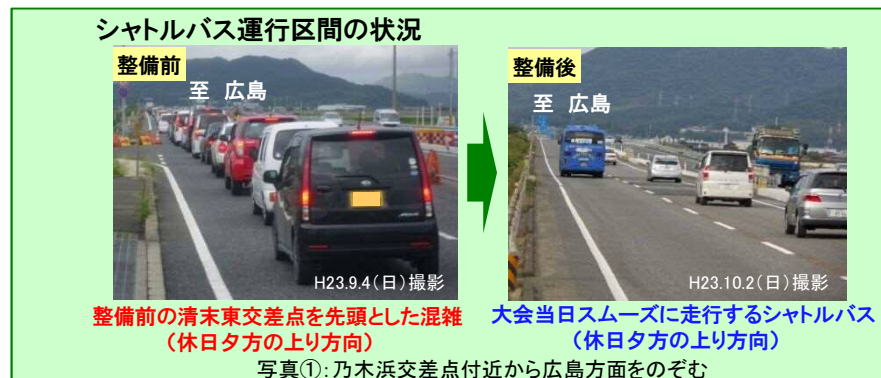 シャトルバス運行区間の状況
整備前
至 広島
H23.9.4(日)撮影
整備後
至 広島
H23.10.2(日)撮影
整備前の清末東交差点を先頭とした混雑
(休日夕方の上り方向)
大会当日スムーズに走行するシャトルバス
(休日夕方の上り方向)
写真①:乃木浜交差点付近から広島方面をのぞむ